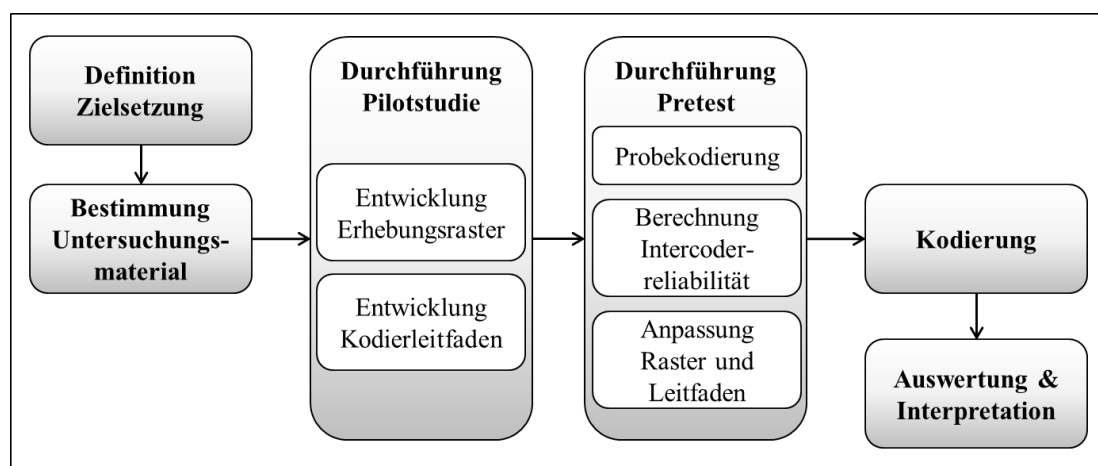 Definition
Zielsetzung
Bestimmung
Untersuchungs-
material
Durchführung
Pilotstudie
Entwicklung
Erhebungsraster
Entwicklung
Kodierleitfaden
Durchführung
Pretest
Probekodierung
Berechnung
Intercoder-
reliabilität
Anpassung
Raster und
Leitfaden
Kodierung
Auswertung &
Interpretation